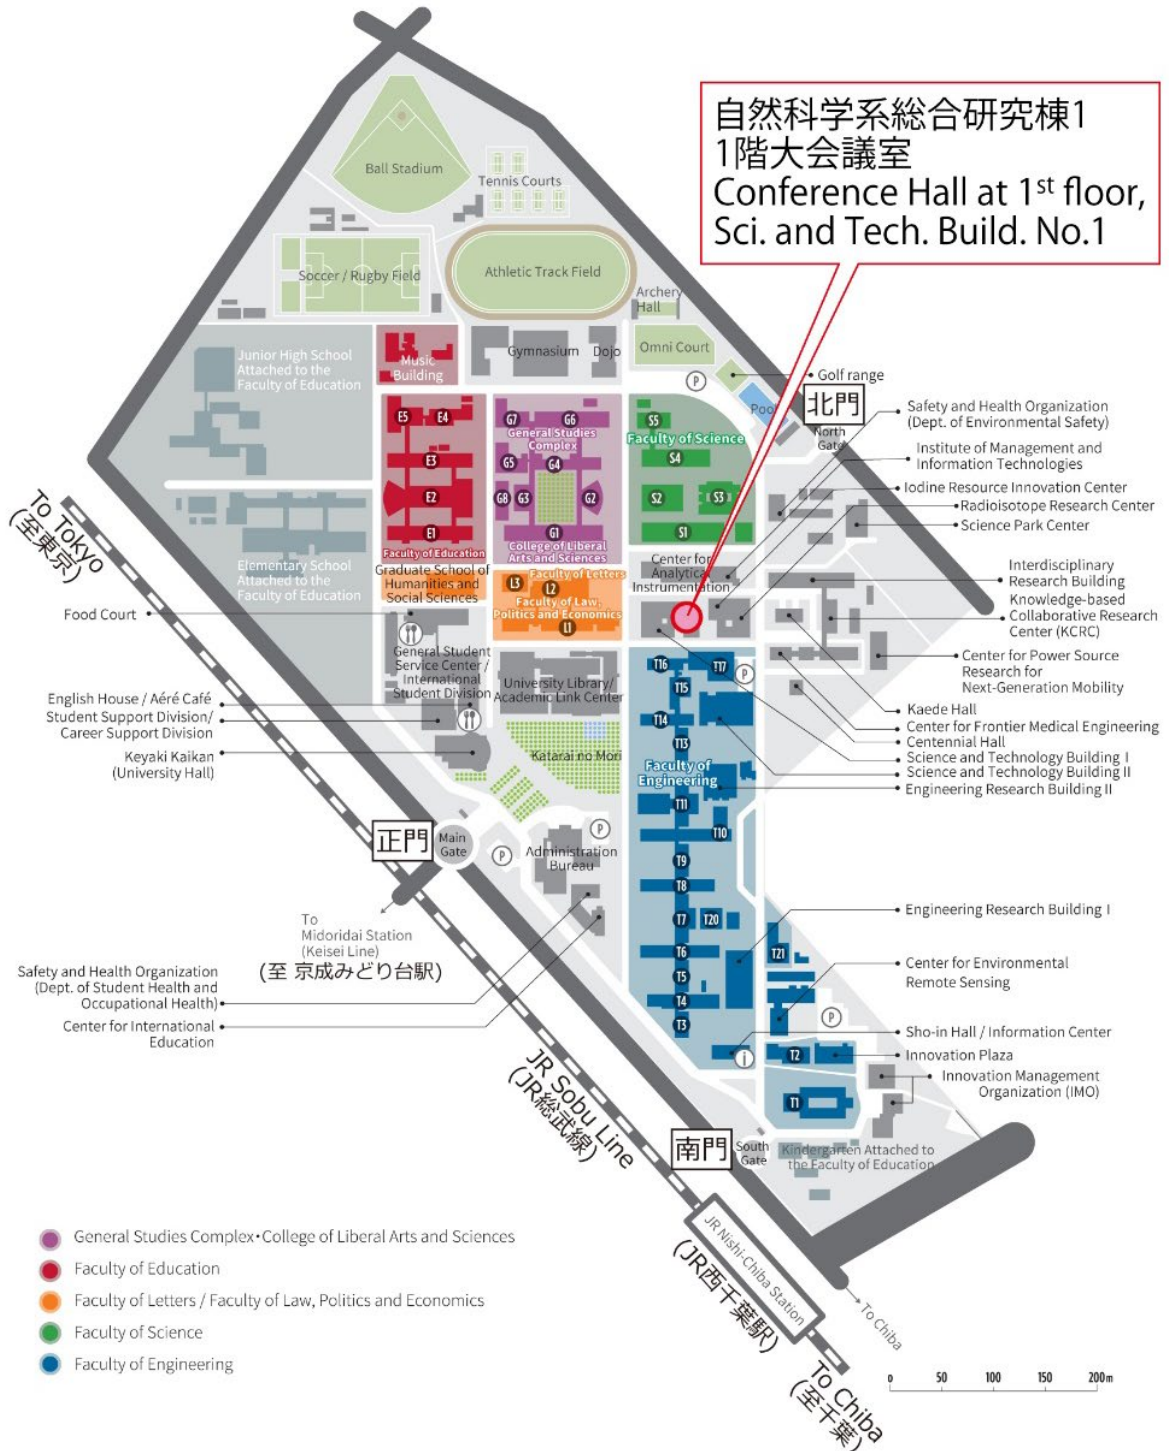 自然科学系総合研究棟1
1階大会議室
Conference Hall at 1st floor,
Sci. and Tech. Build. No.1
Ball Stadium
Tennis Courts
Soccer / Rugby Field
Athletic Track Field
Archery
Hall
Omni Court
Gymnasium
Dojo
Golf range
P
Pool
北門
North
Gate
Junior High School
Attached to the
Faculty of Education
Music
Building
E5
E4
E3
E2
E1
Faculty of Education
G7
G6
General Studies
Complex
G5
G4
G8
G3
G2
G1
College of Liberal
Arts and Sciences
S5
Faculty of Science
S4
S2
S3
S1
Safety and Health Organization
(Dept. of Environmental Safety)
Institute of Management and
Information Technologies
Iodine Resource Innovation Center
Radioisotope Research Center
Science Park Center
Interdisciplinary
Research Building
Knowledge-based
Collaborative Research
Center (KCRC)
Center for Power Source
Research for
Next-Generation Mobility
Kaede Hall
Center for Frontier Medical Engineering
Centennial Hall
Science and Technology Building I
Science and Technology Building II
Engineering Research Building II
To Tokyo
(至東京)
Elementary School
Attached to the
Faculty of Education
Graduate School of
Humanities and
Social Sciences
L3
Faculty of Letters
L2
Faculty of Law,
Politics and Economics
L1
Center for
Analytical
Instrumentation
Food Court
General Student
Service Center /
International
Student Division
University Library/
Academic Link Center
English House / Aéré Café
Student Support Division/
Career Support Division
Keyaki Kaikan
(University Hall)
Katarai no Mori
T16
T17
P
T15
T14
T13
Faculty of
Engineering
T11
T10
T9
T8
T7
T20
T6
T5
T4
T3
T21
正門
Main
Gate
P
P
Administration
Bureau
To
Midoridai Station
(Keisei Line)
(至 京成みどり台駅)
Safety and Health Organization
(Dept. of Student Health and
Occupational Health)
Center for International
Education
Engineering Research Building I
Center for Environmental
Remote Sensing
P
Sho-in Hall / Information Center
i
T2
Innovation Plaza
Innovation Management
Organization (IMO)
T1
JR Sobu Line
(JR総武線)
南門
South
Gate
Kindergarten Attached to
the Faculty of Education
JR Nishi-Chiba Station
(JR西千葉駅)
To Chiba
To Chiba
(至千葉)
General Studies Complex・College of Liberal Arts and Sciences
Faculty of Education
Faculty of Letters / Faculty of Law, Politics and Economics
Faculty of Science
Faculty of Engineering
0 50 100 150 200m